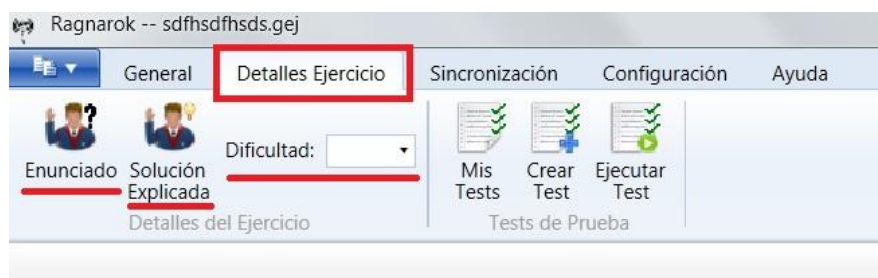 Ragnarok -- sdfhsdfhsds.gej
General Detalles Ejercicio Sincronización Configuración Ayuda
Enunciado
Solución
Explicada
Dificultad:
Detalles del Ejercicio
Mis
Tests
Crear
Test
Ejecutar
Test
Tests de Prueba